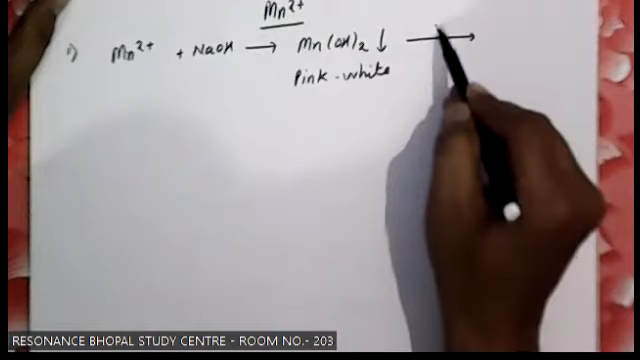 Mn²⁺
i) Mn²⁺ + NaOH ⟶ Mn(OH)₂ ↓ ⟶
Pink-white
RESONANCE BHOPAL STUDY CENTRE - ROOM NO.- 203